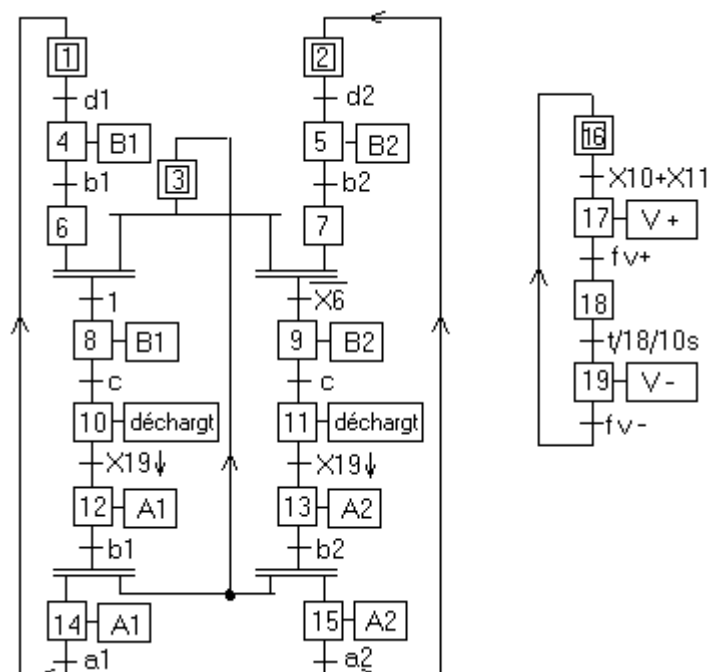 1
2
d1
d2
4 B1
5 B2
16
3
X10+X11
b1
b2
17 V+
6
7
fv+
1
X6
18
8 B1
9 B2
t/18/10s
c
c
19 V-
10 déchargt
11 déchargt
fv-
X19↓
X19↓
12 A1
13 A2
b1
b2
14 A1
15 A2
a1
a2